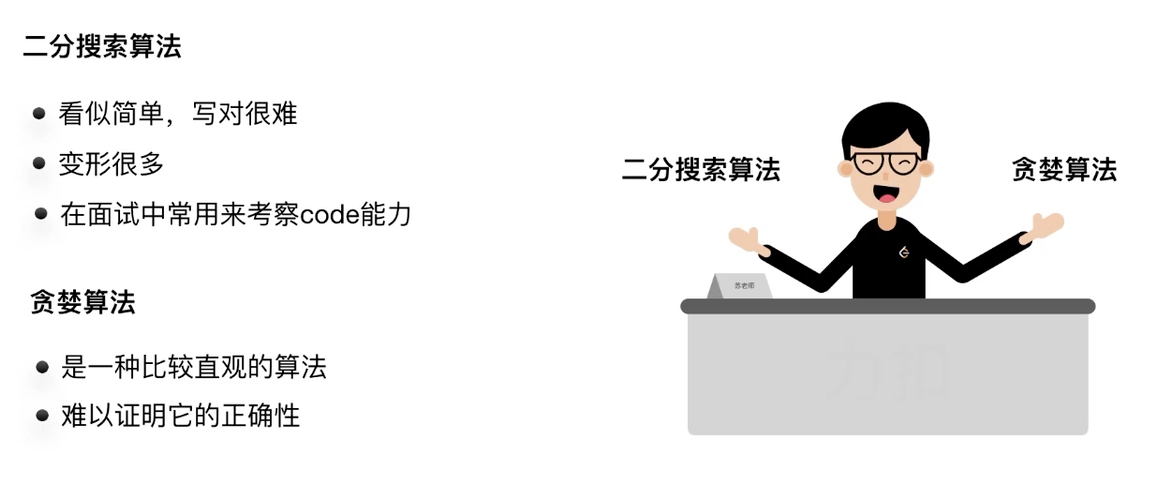 二分搜索算法
看似简单，写对很难
变形很多
在面试中常用来考察code能力
贪婪算法
是一种比较直观的算法
难以证明它的正确性
二分搜索算法
贪婪算法
苏老师
力扣